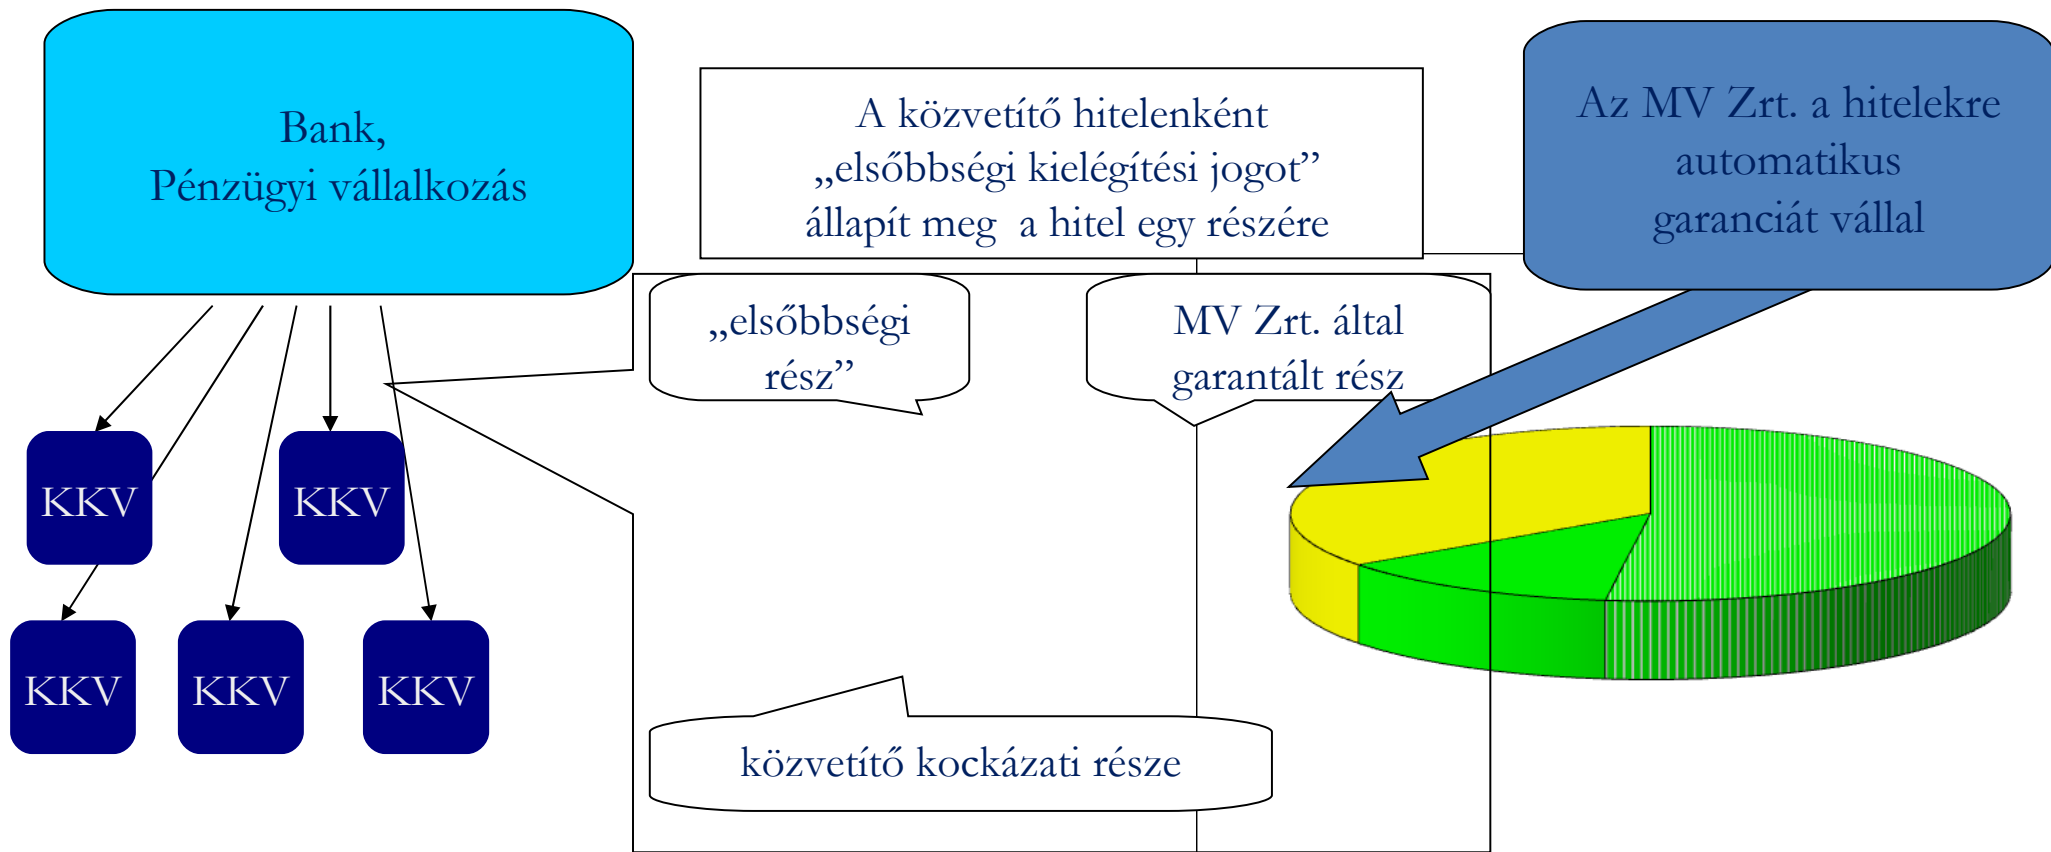 Bank,
Pénzügyi vállalkozás
A közvetítő hitelenként
„elsőbbségi kielégítési jogot”
állapít meg a hitel egy részére
Az MV Zrt. a hitelekre
automatikus
garanciát vállal
„elsőbbségi
rész”
MV Zrt. által
garantált rész
KKV
KKV
KKV
KKV
KKV
közvetítő kockázati része